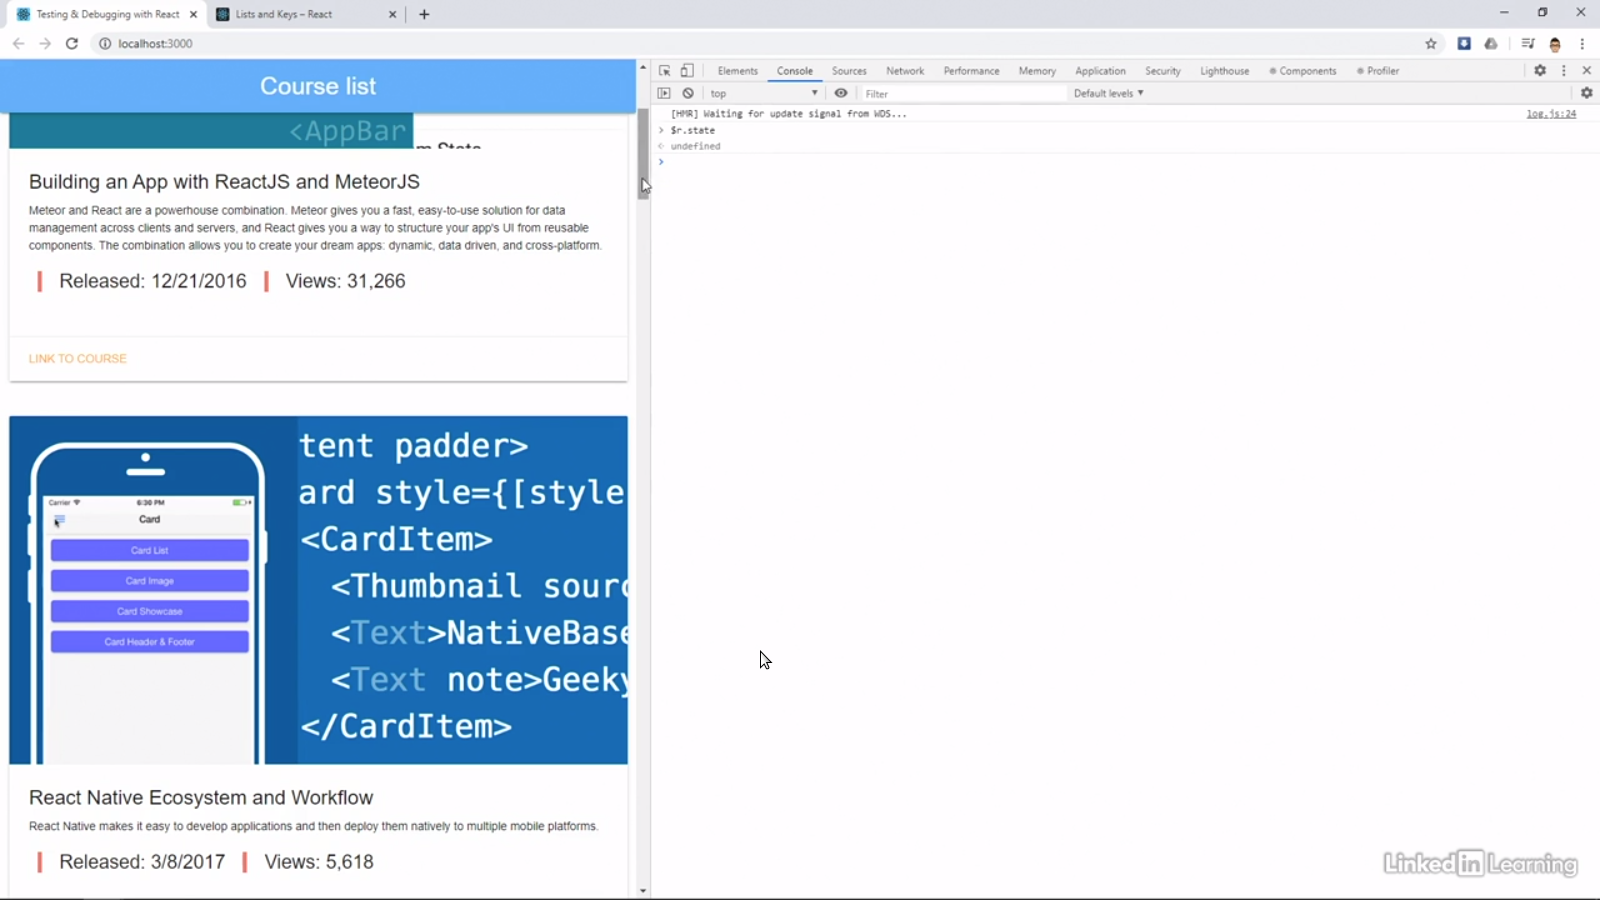 Testing & Debugging with React
Lists and Keys – React
localhost:3000
Course list
<AppBar
Building an App with ReactJS and MeteorJS
Meteor and React are a powerhouse combination. Meteor gives you a fast, easy-to-use solution for data
management across clients and servers, and React gives you a way to structure your app's UI from reusable
components. The combination allows you to create your dream apps: dynamic, data driven, and cross-platform.
Released: 12/21/2016 Views: 31,266
LINK TO COURSE
Carrier 6:30 PM
Card
Card List
Card Image
Card Showcase
Card Header & Footer
tent padder>
ard style={[style
<CardItem>
<Thumbnail sourc
<Text>NativeBase
<Text note>Geeky
</CardItem>
React Native Ecosystem and Workflow
React Native makes it easy to develop applications and then deploy them natively to multiple mobile platforms.
Released: 3/8/2017 Views: 5,618
Elements Console Sources Network Performance Memory Application Security Lighthouse Components Profiler
top Filter Default levels
[HMR] Waiting for update signal from WDS... log.js:24
$r.state
undefined
Linked in Learning